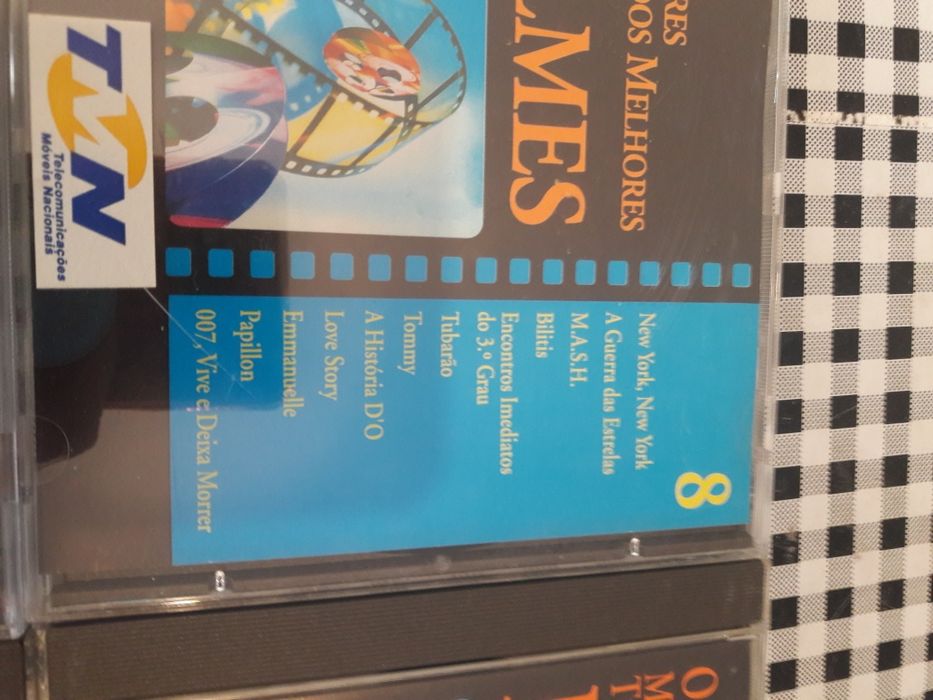 RES
DOS MELHORES
LMES
8
New York, New York
A Guerra das Estrelas
M.A.S.H.
Bilitis
Encontros Imediatos
do 3.º Grau
Tubarão
Tommy
A História D'O
Love Story
Emmanuelle
Papillon
007, Vive e Deixa Morrer
TMN
Telecomunicações
Móveis Nacionais
O
M
T